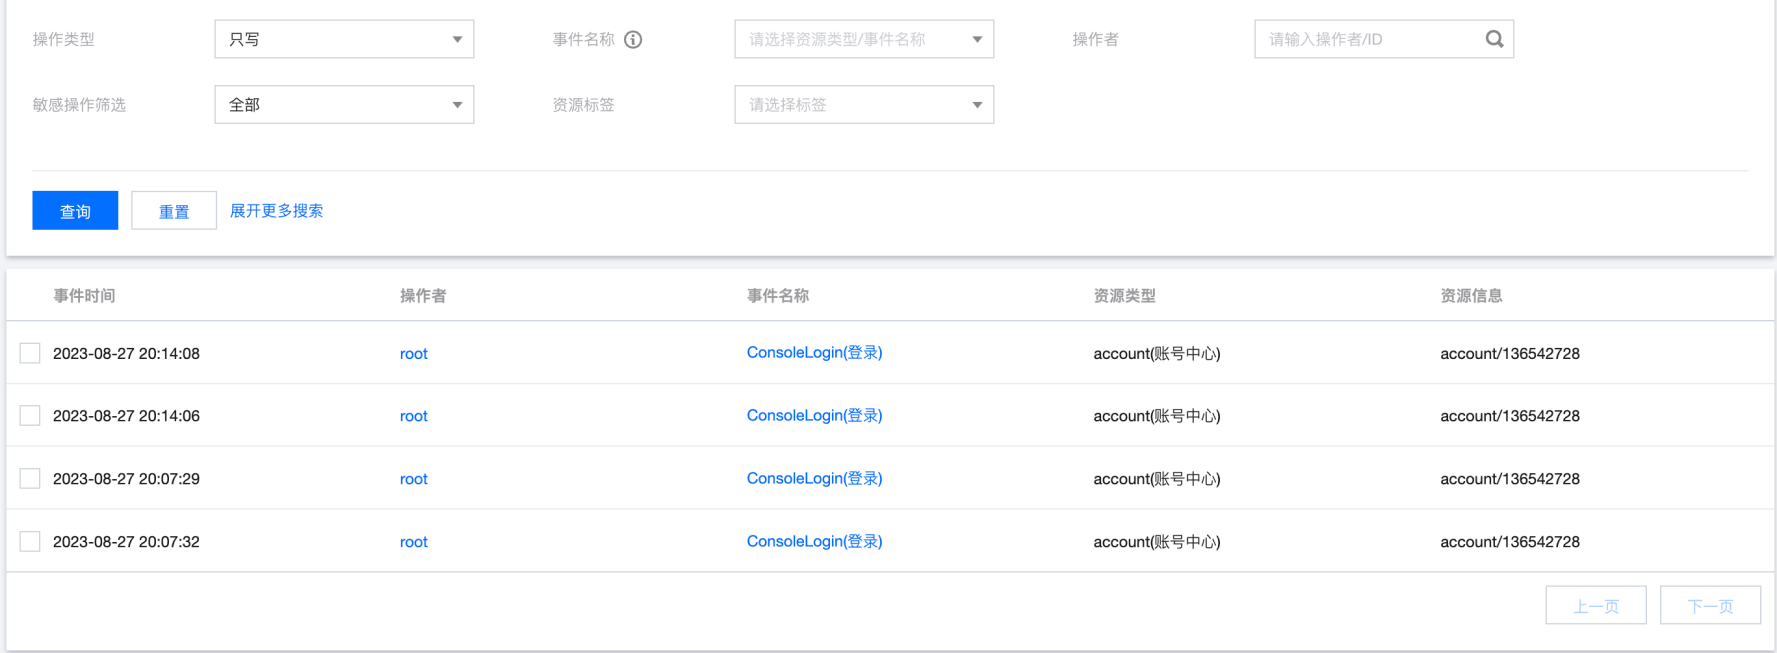 操作类型 只写 事件名称 请选择资源类型/事件名称 操作者 请输入操作者/ID
敏感操作筛选 全部 资源标签 请选择标签
查询 重置 展开更多搜索
事件时间 操作者 事件名称 资源类型 资源信息
2023-08-27 20:14:08 root ConsoleLogin(登录) account(账号中心) account/136542728
2023-08-27 20:14:06 root ConsoleLogin(登录) account(账号中心) account/136542728
2023-08-27 20:07:29 root ConsoleLogin(登录) account(账号中心) account/136542728
2023-08-27 20:07:32 root ConsoleLogin(登录) account(账号中心) account/136542728
上一页 下一页